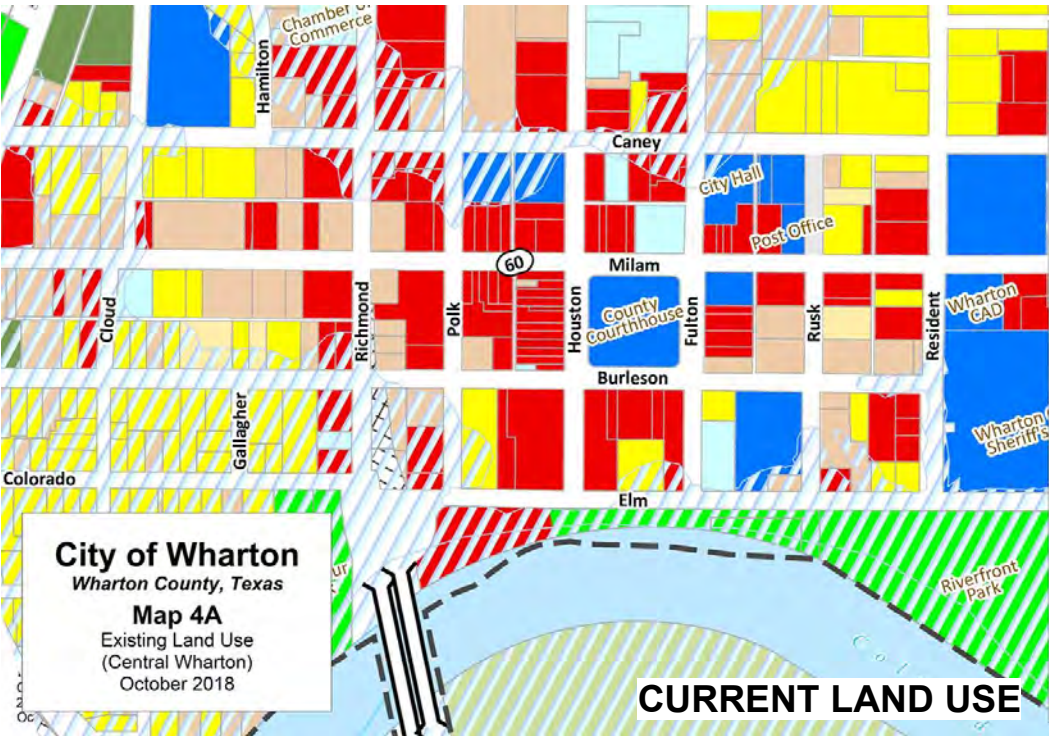 Chamber of
Commerce
Hamilton
Caney
City Hall
Post Office
60
Milam
Cloud
Richmond
Polk
Houston
County
Courthhouse
Fulton
Rusk
Resident
Wharton
CAD
Burleson
Gallagher
Wharton
Sheriff's
Colorado
Elm
City of Wharton
Wharton County, Texas
Map 4A
Existing Land Use
(Central Wharton)
October 2018
Riverfront
Park
CURRENT LAND USE